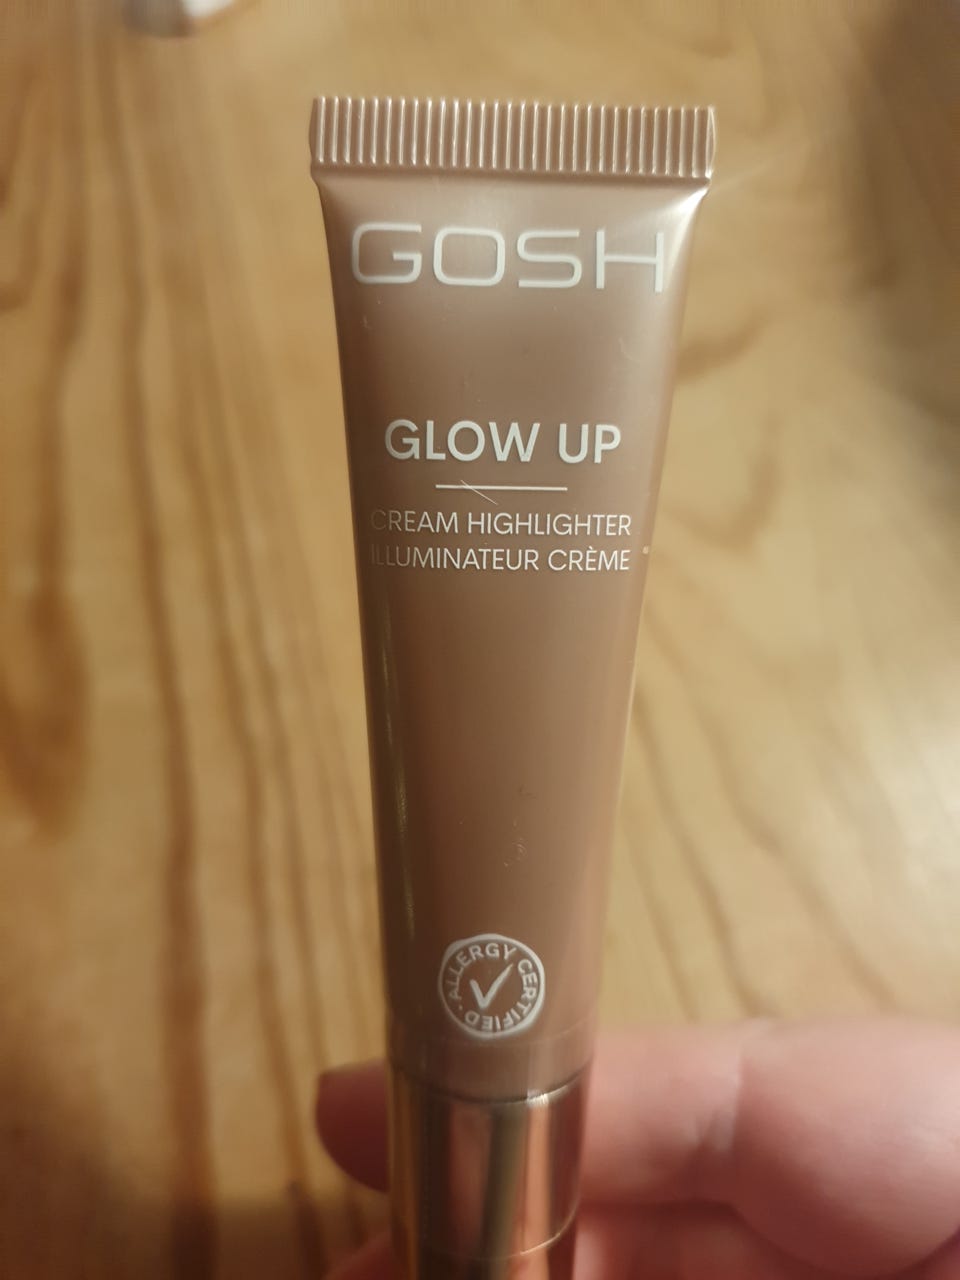 GOSH
GLOW UP
CREAM HIGHLIGHTER
ILLUMINATEUR CRÈME
ALLERGY CERTIFIED